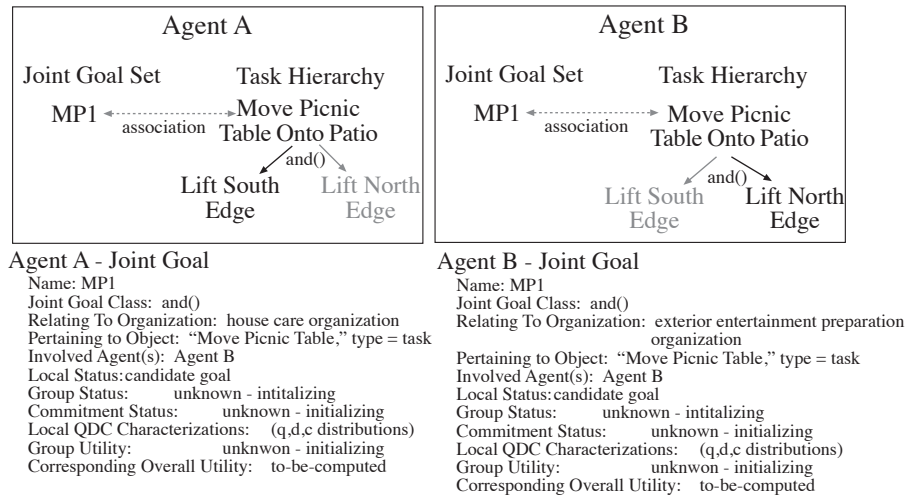 Agent A
Joint Goal Set
Task Hierarchy
MP1
association
Move Picnic
Table Onto Patio
and()
Lift South
Edge
Lift North
Edge
Agent A - Joint Goal
Name: MP1
Joint Goal Class: and()
Relating To Organization: house care organization
Pertaining to Object: “Move Picnic Table,” type = task
Involved Agent(s): Agent B
Local Status:candidate goal
Group Status: unknown - intitalizing
Commitment Status: unknown - initializing
Local QDC Characterizations: (q,d,c distributions)
Group Utility: unknwon - initializing
Corresponding Overall Utility: to-be-computed
Agent B
Joint Goal Set
Task Hierarchy
MP1
association
Move Picnic
Table Onto Patio
and()
Lift South
Edge
Lift North
Edge
Agent B - Joint Goal
Name: MP1
Joint Goal Class: and()
Relating To Organization: exterior entertainment preparation
organization
Pertaining to Object: “Move Picnic Table,” type = task
Involved Agent(s): Agent B
Local Status:candidate goal
Group Status: unknown - intitalizing
Commitment Status: unknown - initializing
Local QDC Characterizations: (q,d,c distributions)
Group Utility: unknwon - initializing
Corresponding Overall Utility: to-be-computed